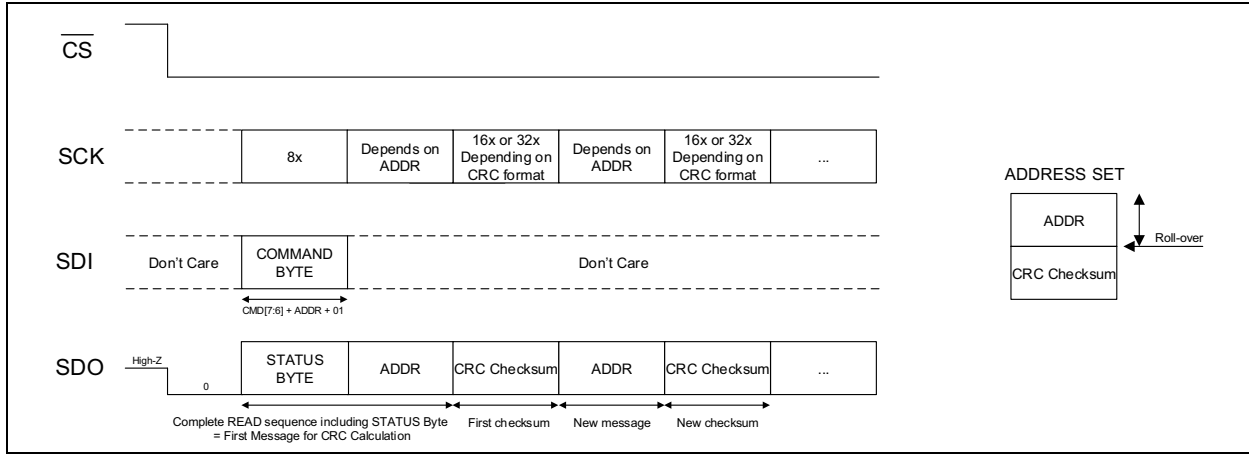 CS
SCK
8x
Depends on
ADDR
16x or 32x
Depending on
CRC format
Depends on
ADDR
16x or 32x
Depending on
CRC format
...
SDI
Don't Care
COMMAND
BYTE
Don't Care
CMD[7:6] + ADDR + 01
SDO
High-Z
0
STATUS
BYTE
ADDR
CRC Checksum
ADDR
CRC Checksum
...
Complete READ sequence including STATUS Byte
= First Message for CRC Calculation
First checksum
New message
New checksum
ADDRESS SET
ADDR
Roll-over
CRC Checksum